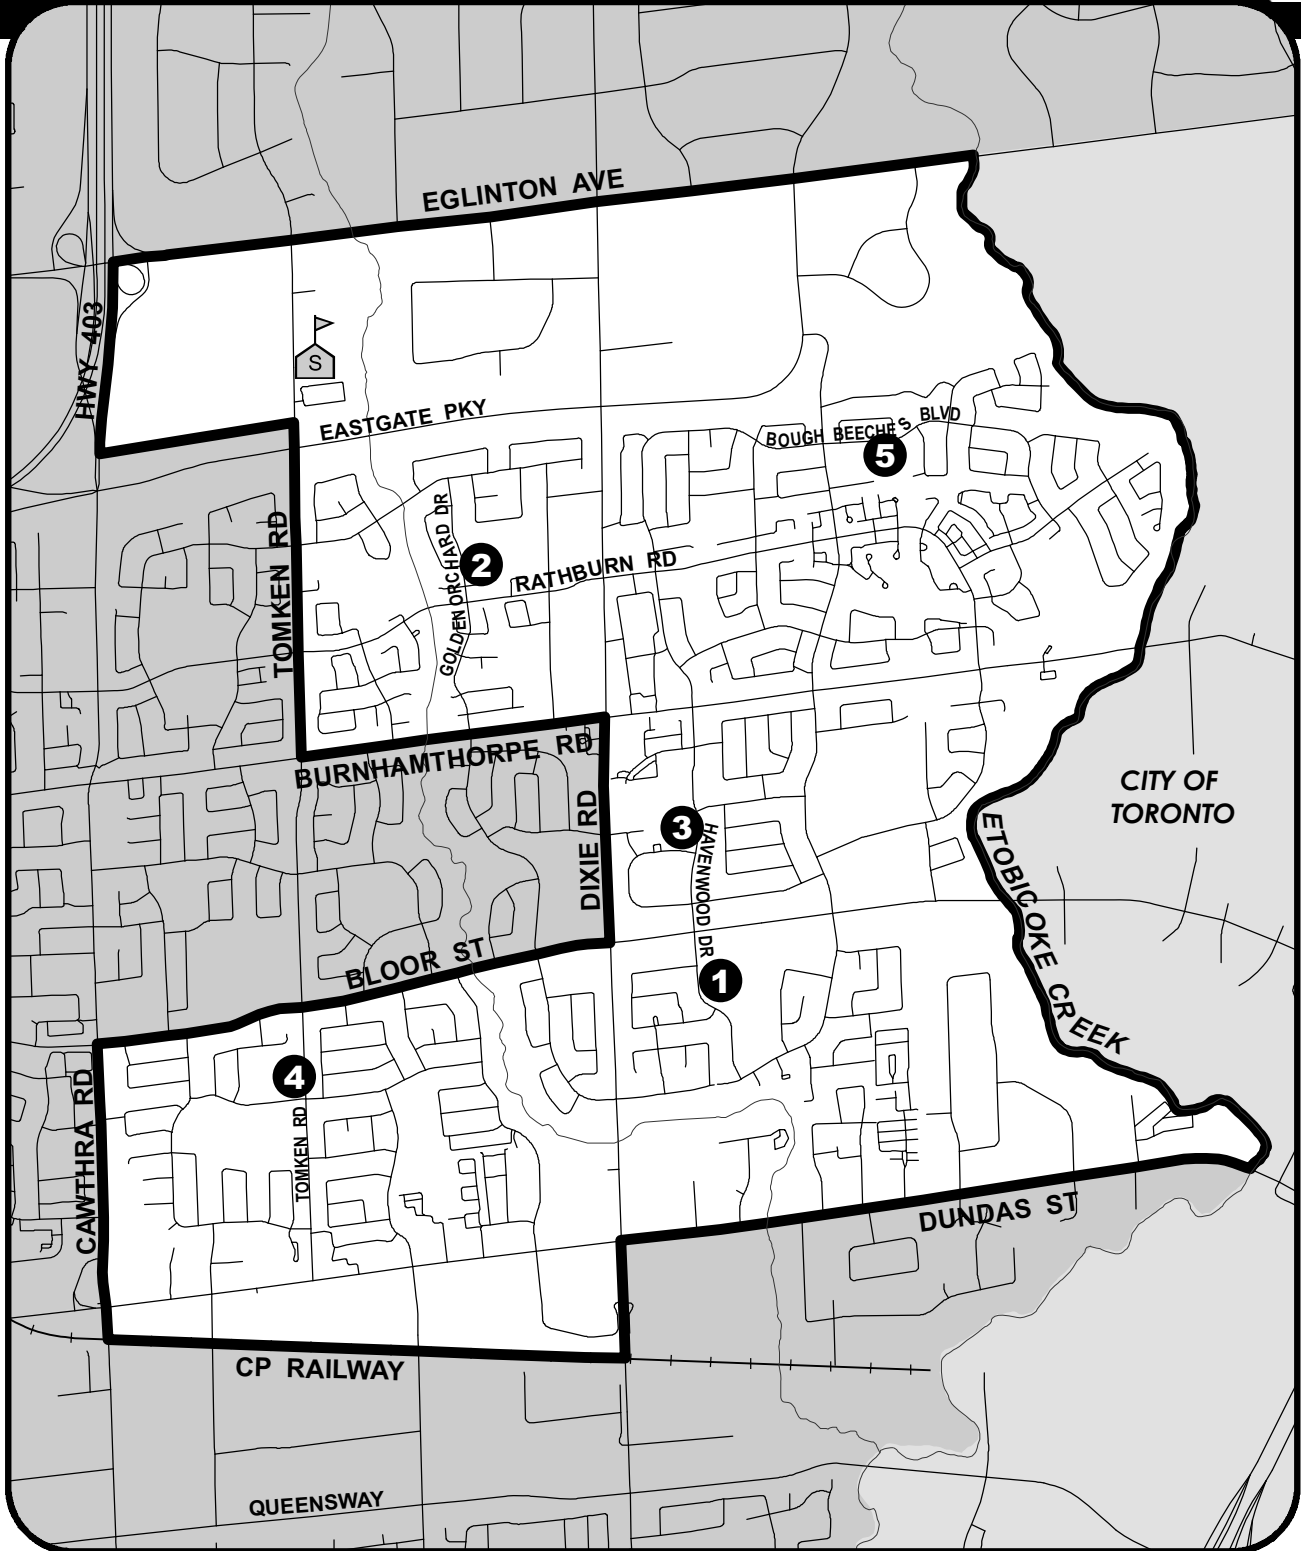 EGLINTON AVE
HWY 403
S
EASTGATE PKY
BOUGH BEECHES BLVD
5
TOMKEN RD
GOLDEN ORCHARD DR
2
RATHBURN RD
BURNHAMTHORPE RD
CITY OF
TORONTO
DIXIE RD
3
HAVENWOOD DR
ETOBICOKE CREEK
BLOOR ST
1
4
CAWTHRA RD
TOMKEN RD
DUNDAS ST
CP RAILWAY
QUEENSWAY